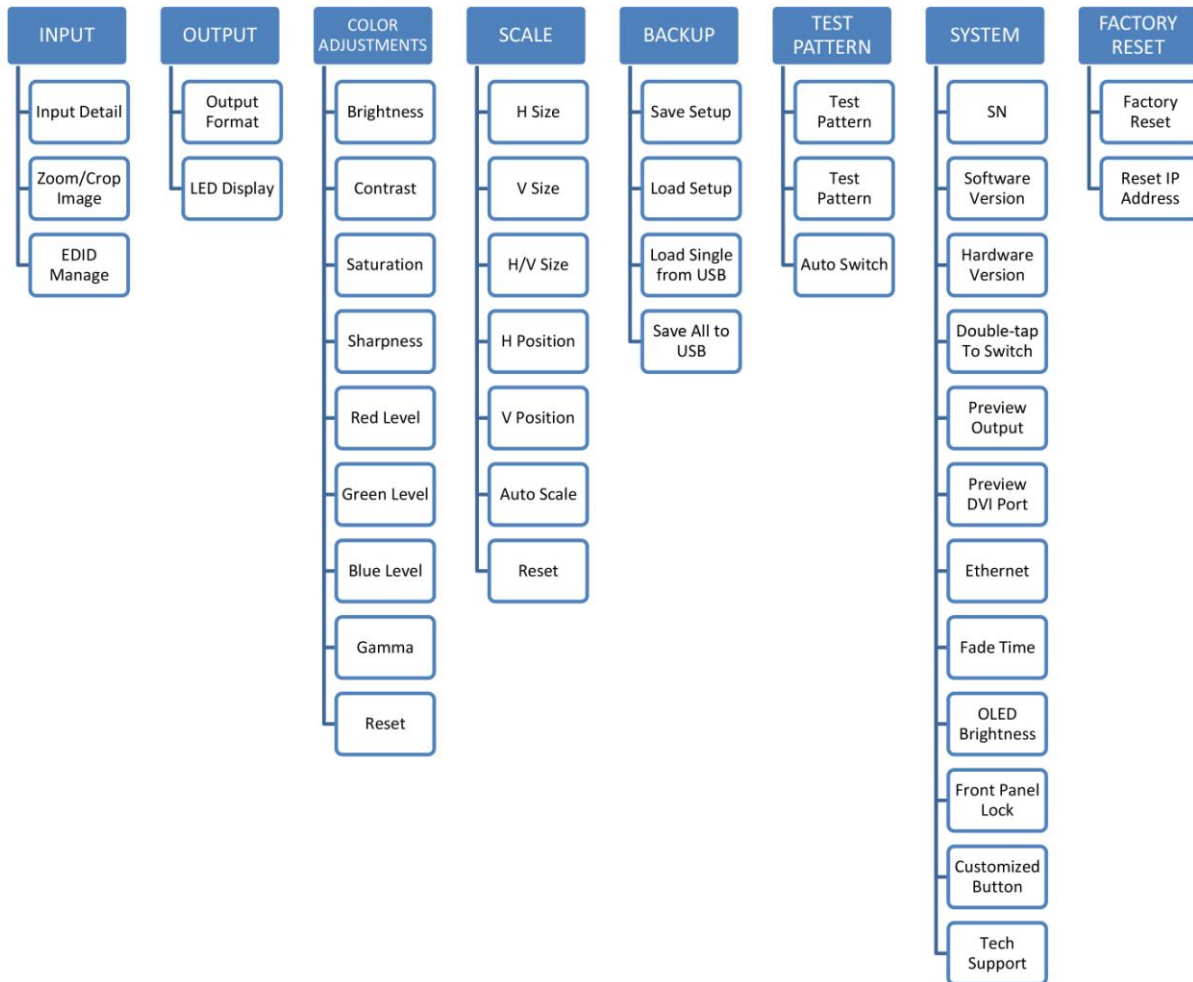 INPUT
Input Detail
Zoom/Crop
Image
EDID
Manage
OUTPUT
Output
Format
LED Display
COLOR
ADJUSTMENTS
Brightness
Contrast
Saturation
Sharpness
Red Level
Green Level
Blue Level
Gamma
Reset
SCALE
H Size
V Size
H/V Size
H Position
V Position
Auto Scale
Reset
BACKUP
Save Setup
Load Setup
Load Single
from USB
Save All to
USB
TEST
PATTERN
Test
Pattern
Test
Pattern
Auto Switch
SYSTEM
SN
Software
Version
Hardware
Version
Double-tap
To Switch
Preview
Output
Preview
DVI Port
Ethernet
Fade Time
OLED
Brightness
Front Panel
Lock
Customized
Button
Tech
Support
FACTORY
RESET
Factory
Reset
Reset IP
Address